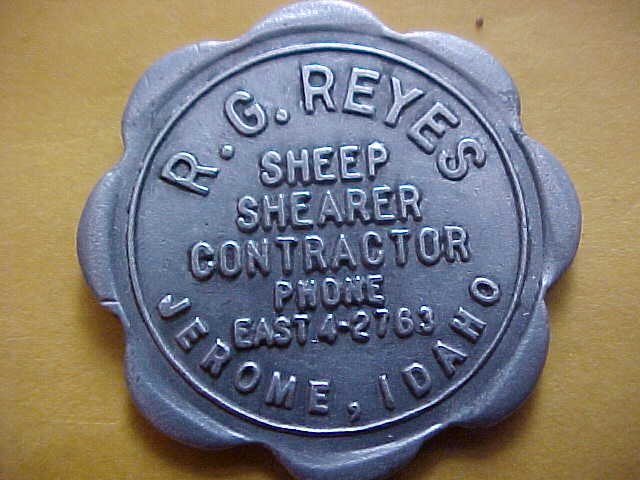 R.G. REYES
SHEEP
SHEARER
CONTRACTOR
PHONE
EAST 4-2763
JEROME, IDAHO